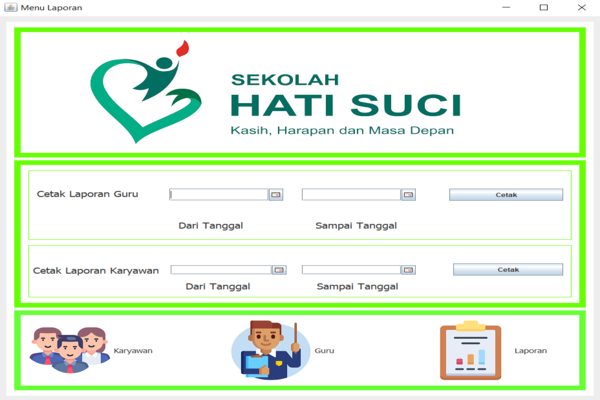 Menu Laporan
SEKOLAH
HATI SUCI
Kasih, Harapan dan Masa Depan
Cetak Laporan Guru
Cetak
Dari Tanggal
Sampai Tanggal
Cetak Laporan Karyawan
Cetak
Dari Tanggal
Sampai Tanggal
Karyawan
Guru
Laporan